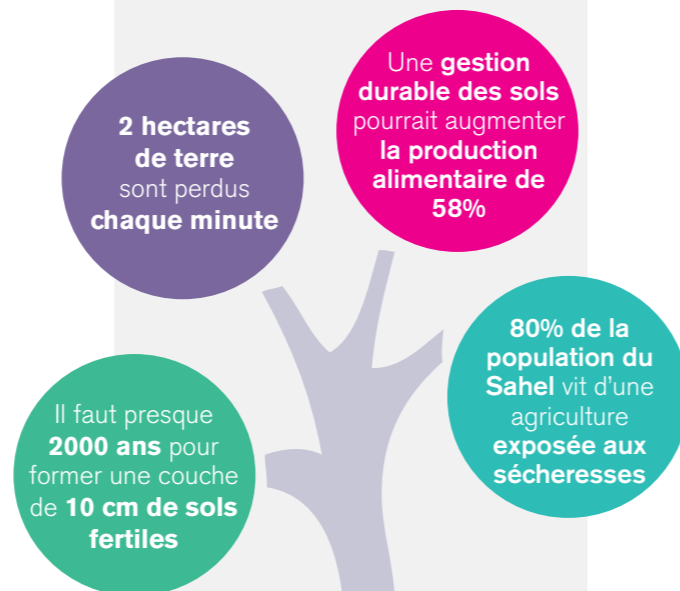 2 hectares
de terre
sont perdus
chaque minute
Une gestion
durable des sols
pourrait augmenter
la production
alimentaire de
58%
80% de la
population du
Sahel vit d'une
agriculture
exposée aux
sécheresses
Il faut presque
2000 ans pour
former une couche
de 10 cm de sols
fertiles